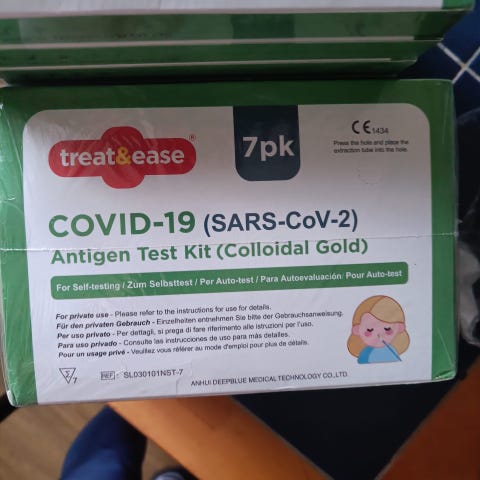 treat&ease®
7pk
CE 1434
Press the hole and place the
extraction tube into the hole.
COVID-19 (SARS-CoV-2)
Antigen Test Kit (Colloidal Gold)
For Self-testing / Zum Selbsttest / Per Auto-test / Para Autoevaluación/ Pour Auto-test
For private use - Please refer to the instructions for use for details.
Für den privaten Gebrauch - Einzelheiten entnehmen Sie bitte der Gebrauchsanweisung.
Per uso privato - Per dettagli, si prega di fare riferimento alle istruzioni per l'uso.
Para uso privado - Consulte las instrucciones de uso para más detalles.
Pour un usage privé - Veuillez vous référer au mode d'emploi pour plus de détails.
Σ 7
REF: SL030101NST-7
ANHUI DEEPBLUE MEDICAL TECHNOLOGY CO.,LTD.